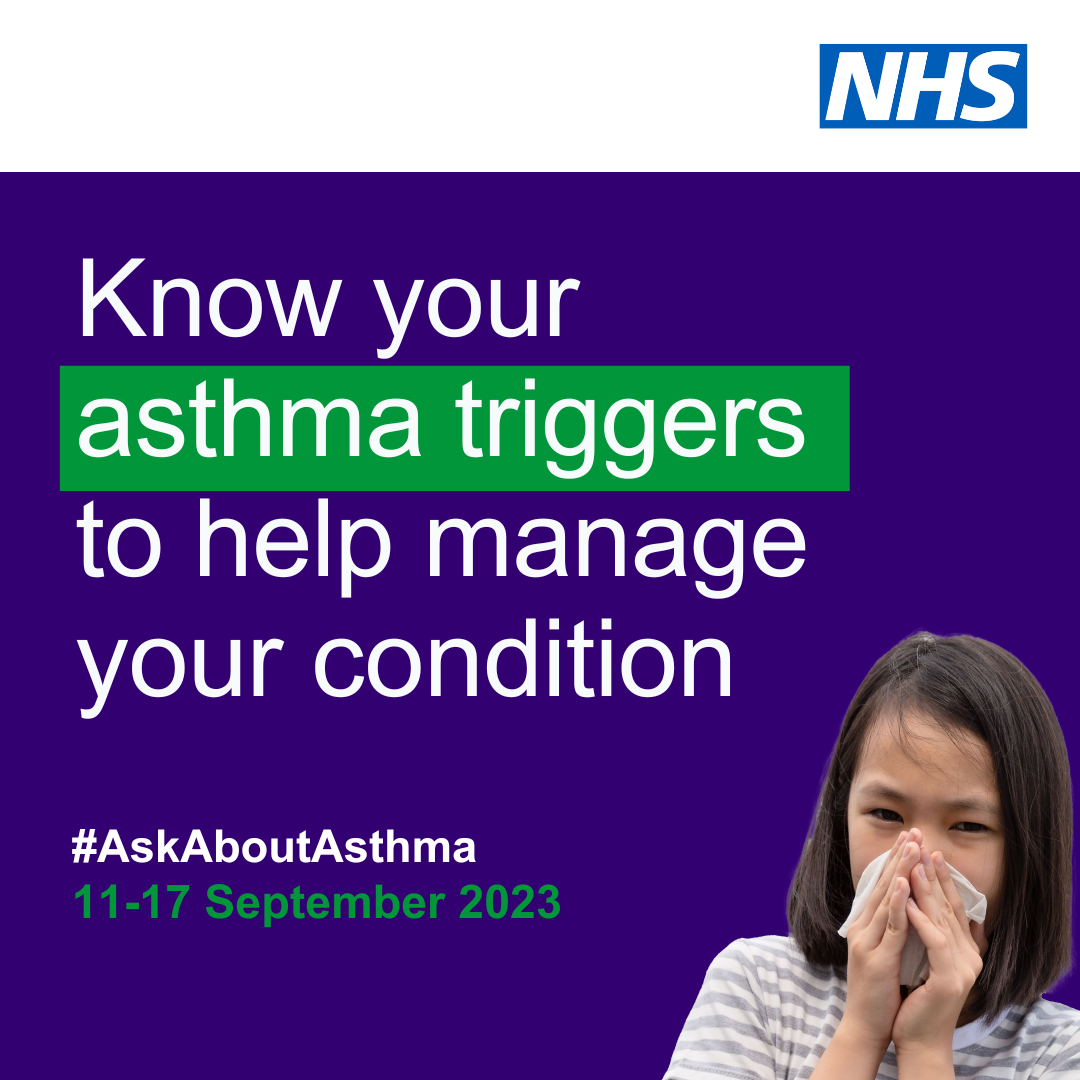 NHS
Know your
asthma triggers
to help manage
your condition
#AskAboutAsthma
11-17 September 2023